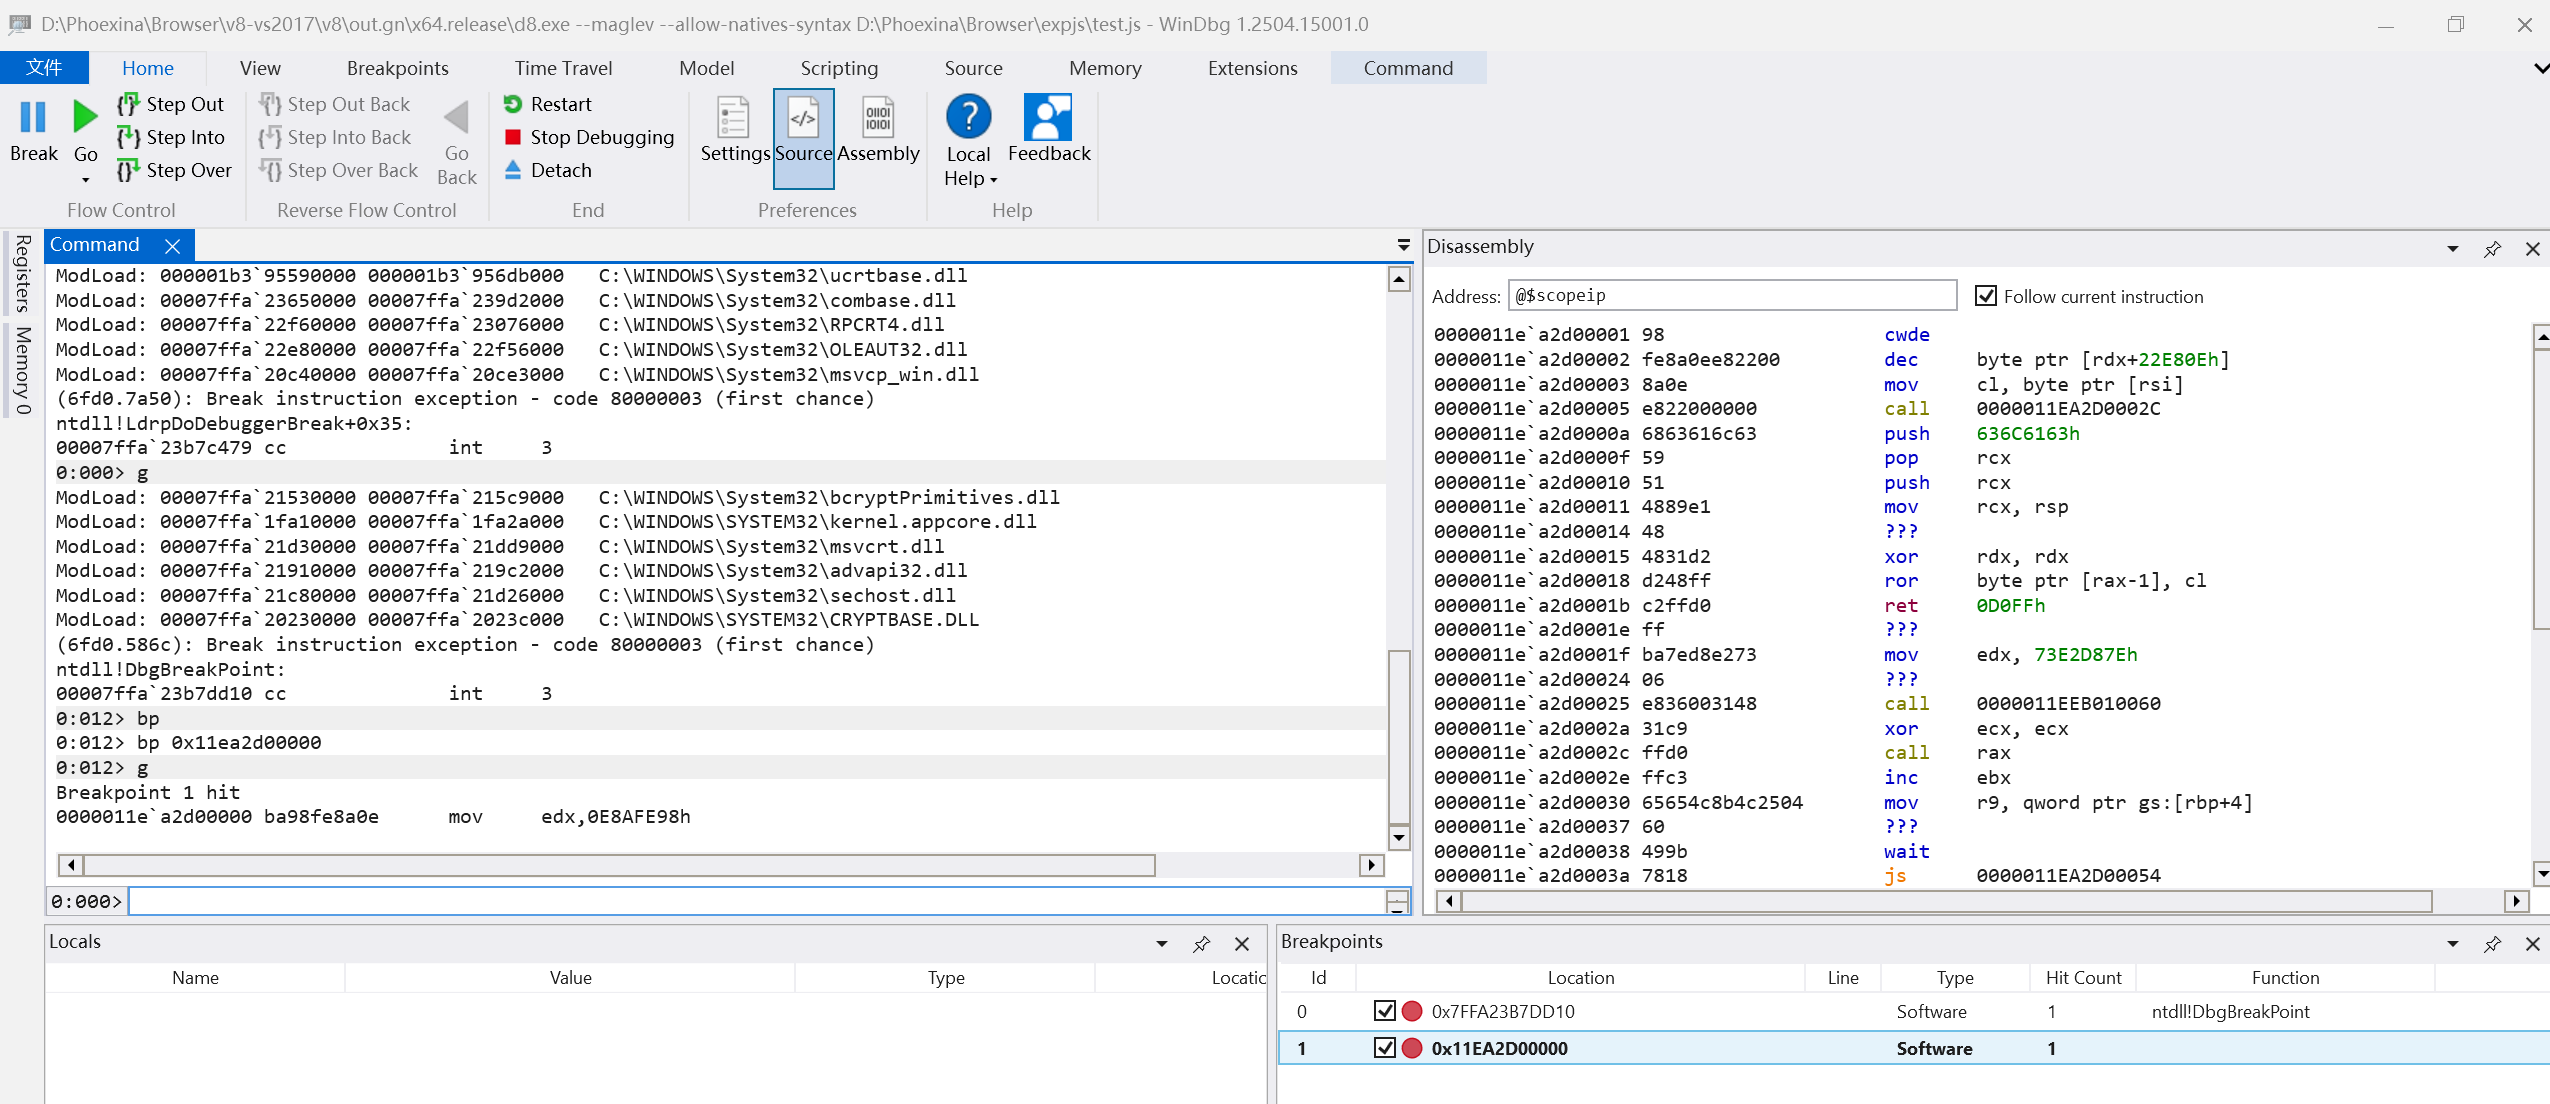 D:\Phoexina\Browser\v8-vs2017\v8\out.gn\x64.release\d8.exe --maglev --allow-natives-syntax D:\Phoexina\Browser\expjs\test.js - WinDbg 1.2504.15001.0
文件 Home View Breakpoints Time Travel Model Scripting Source Memory Extensions Command
Break
Go
Step Out
Step Into
Step Over
Flow Control
Step Out Back
Step Into Back
Step Over Back
Go Back
Reverse Flow Control
Restart
Stop Debugging
Detach
End
Settings Source Assembly
Preferences
Local Help
Feedback
Help
Registers
Memory 0
Command
ModLoad: 000001b3`95590000 000001b3`956db000   C:\WINDOWS\System32\ucrtbase.dll
ModLoad: 00007ffa`23650000 00007ffa`239d2000   C:\WINDOWS\System32\combase.dll
ModLoad: 00007ffa`22f60000 00007ffa`23076000   C:\WINDOWS\System32\RPCRT4.dll
ModLoad: 00007ffa`22e80000 00007ffa`22f56000   C:\WINDOWS\System32\OLEAUT32.dll
ModLoad: 00007ffa`20c40000 00007ffa`20ce3000   C:\WINDOWS\System32\msvcp_win.dll
(6fd0.7a50): Break instruction exception - code 80000003 (first chance)
ntdll!LdrpDoDebuggerBreak+0x35:
00007ffa`23b7c479 cc              int     3
0:000> g
ModLoad: 00007ffa`21530000 00007ffa`215c9000   C:\WINDOWS\System32\bcryptPrimitives.dll
ModLoad: 00007ffa`1fa10000 00007ffa`1fa2a000   C:\WINDOWS\SYSTEM32\kernel.appcore.dll
ModLoad: 00007ffa`21d30000 00007ffa`21dd9000   C:\WINDOWS\System32\msvcrt.dll
ModLoad: 00007ffa`21910000 00007ffa`219c2000   C:\WINDOWS\System32\advapi32.dll
ModLoad: 00007ffa`21c80000 00007ffa`21d26000   C:\WINDOWS\System32\sechost.dll
ModLoad: 00007ffa`20230000 00007ffa`2023c000   C:\WINDOWS\SYSTEM32\CRYPTBASE.DLL
(6fd0.586c): Break instruction exception - code 80000003 (first chance)
ntdll!DbgBreakPoint:
00007ffa`23b7dd10 cc              int     3
0:012> bp
0:012> bp 0x11ea2d00000
0:012> g
Breakpoint 1 hit
0000011e`a2d00000 ba98fe8a0e      mov     edx,0E8AFE98h
0:000>
Disassembly
Address: @$scopeip Follow current instruction
0000011e`a2d00001 98 cwde
0000011e`a2d00002 fe8a0ee82200 dec byte ptr [rdx+22E80Eh]
0000011e`a2d00003 8a0e mov cl, byte ptr [rsi]
0000011e`a2d00005 e822000000 call 0000011EA2D0002C
0000011e`a2d0000a 6863616c63 push 636C6163h
0000011e`a2d0000f 59 pop rcx
0000011e`a2d00010 51 push rcx
0000011e`a2d00011 4889e1 mov rcx, rsp
0000011e`a2d00014 48 ???
0000011e`a2d00015 4831d2 xor rdx, rdx
0000011e`a2d00018 d248ff ror byte ptr [rax-1], cl
0000011e`a2d0001b c2ffd0 ret 0D0FFh
0000011e`a2d0001e ff ???
0000011e`a2d0001f ba7ed8e273 mov edx, 73E2D87Eh
0000011e`a2d00024 06 ???
0000011e`a2d00025 e836003148 call 0000011EEB010060
0000011e`a2d0002a 31c9 xor ecx, ecx
0000011e`a2d0002c ffd0 call rax
0000011e`a2d0002e ffc3 inc ebx
0000011e`a2d00030 65654c8b4c2504 mov r9, qword ptr gs:[rbp+4]
0000011e`a2d00037 60 ???
0000011e`a2d00038 499b wait
0000011e`a2d0003a 7818 js 0000011EA2D00054
Locals
Name Value Type Locatio
Breakpoints
Id Location Line Type Hit Count Function
0 0x7FFA23B7DD10 Software 1 ntdll!DbgBreakPoint
1 0x11EA2D00000 Software 1